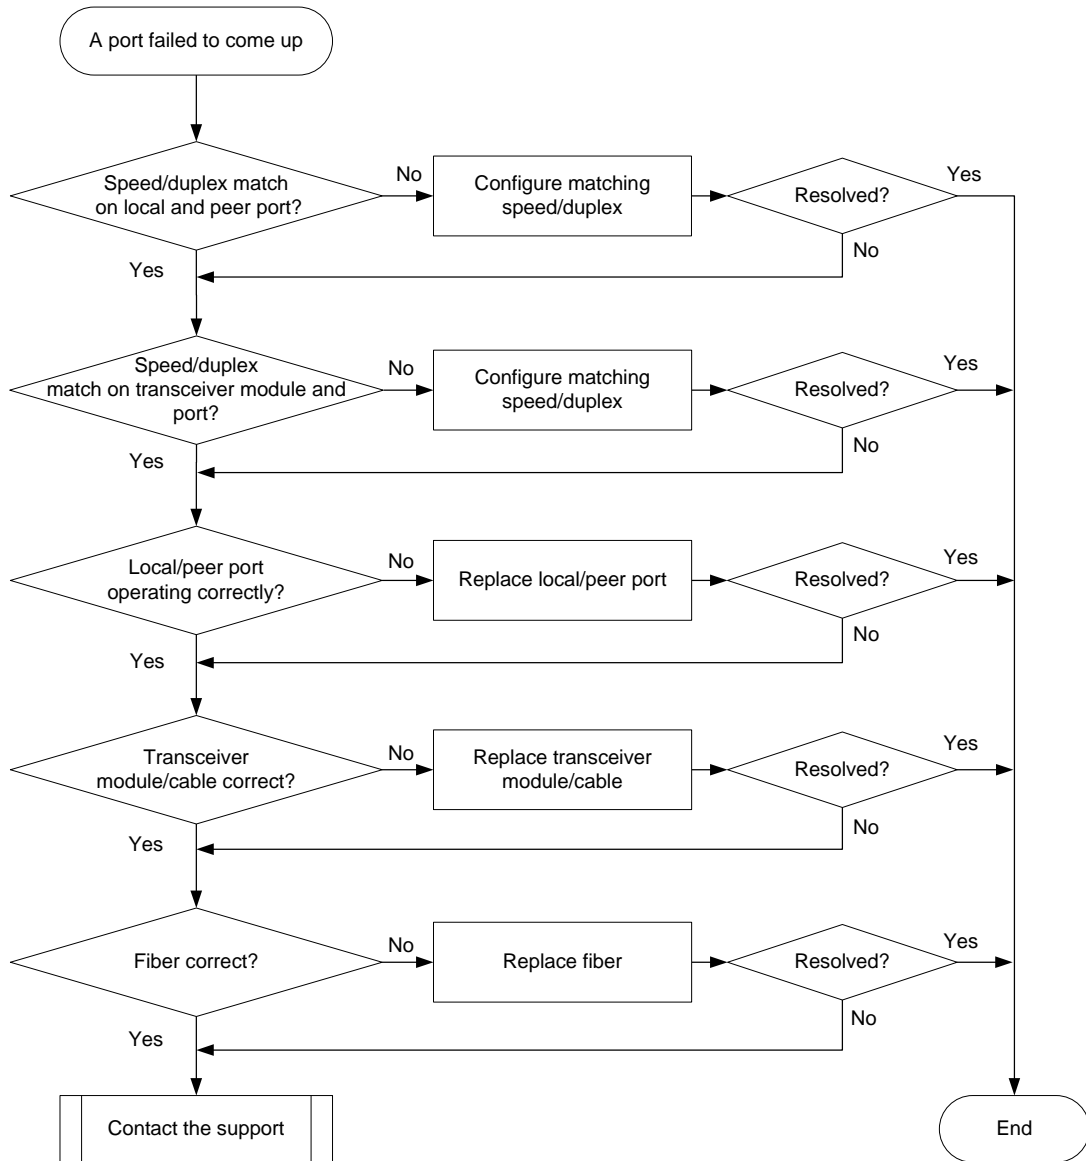 A port failed to come up
Speed/duplex match
on local and peer port?
No
Configure matching
speed/duplex
Resolved?
Yes
No
Yes
Speed/duplex
match on transceiver module and
port?
No
Configure matching
speed/duplex
Resolved?
Yes
No
Yes
Local/peer port
operating correctly?
No
Replace local/peer port
Resolved?
Yes
No
Yes
Transceiver
module/cable correct?
No
Replace transceiver
module/cable
Resolved?
Yes
No
Yes
Fiber correct?
No
Replace fiber
Resolved?
Yes
No
Yes
Contact the support
End